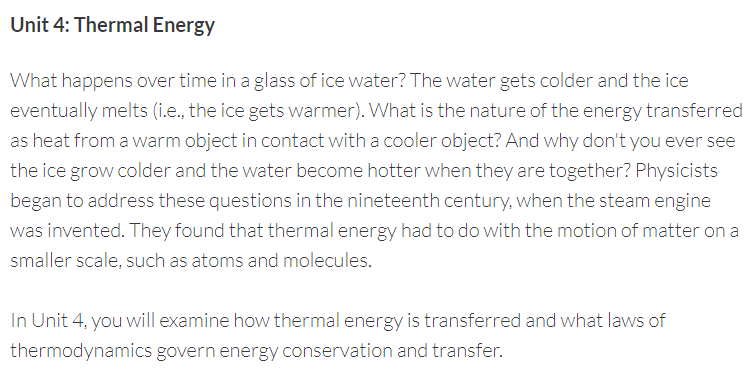 Unit 4: Thermal Energy
What happens over time in a glass of ice water? The water gets colder and the ice
eventually melts (i.e., the ice gets warmer). What is the nature of the energy transferred
as heat from a warm object in contact with a cooler object? And why don't you ever see
the ice grow colder and the water become hotter when they are together? Physicists
began to address these questions in the nineteenth century, when the steam engine
was invented. They found that thermal energy had to do with the motion of matter on a
smaller scale, such as atoms and molecules.
In Unit 4, you will examine how thermal energy is transferred and what laws of
thermodynamics govern energy conservation and transfer.